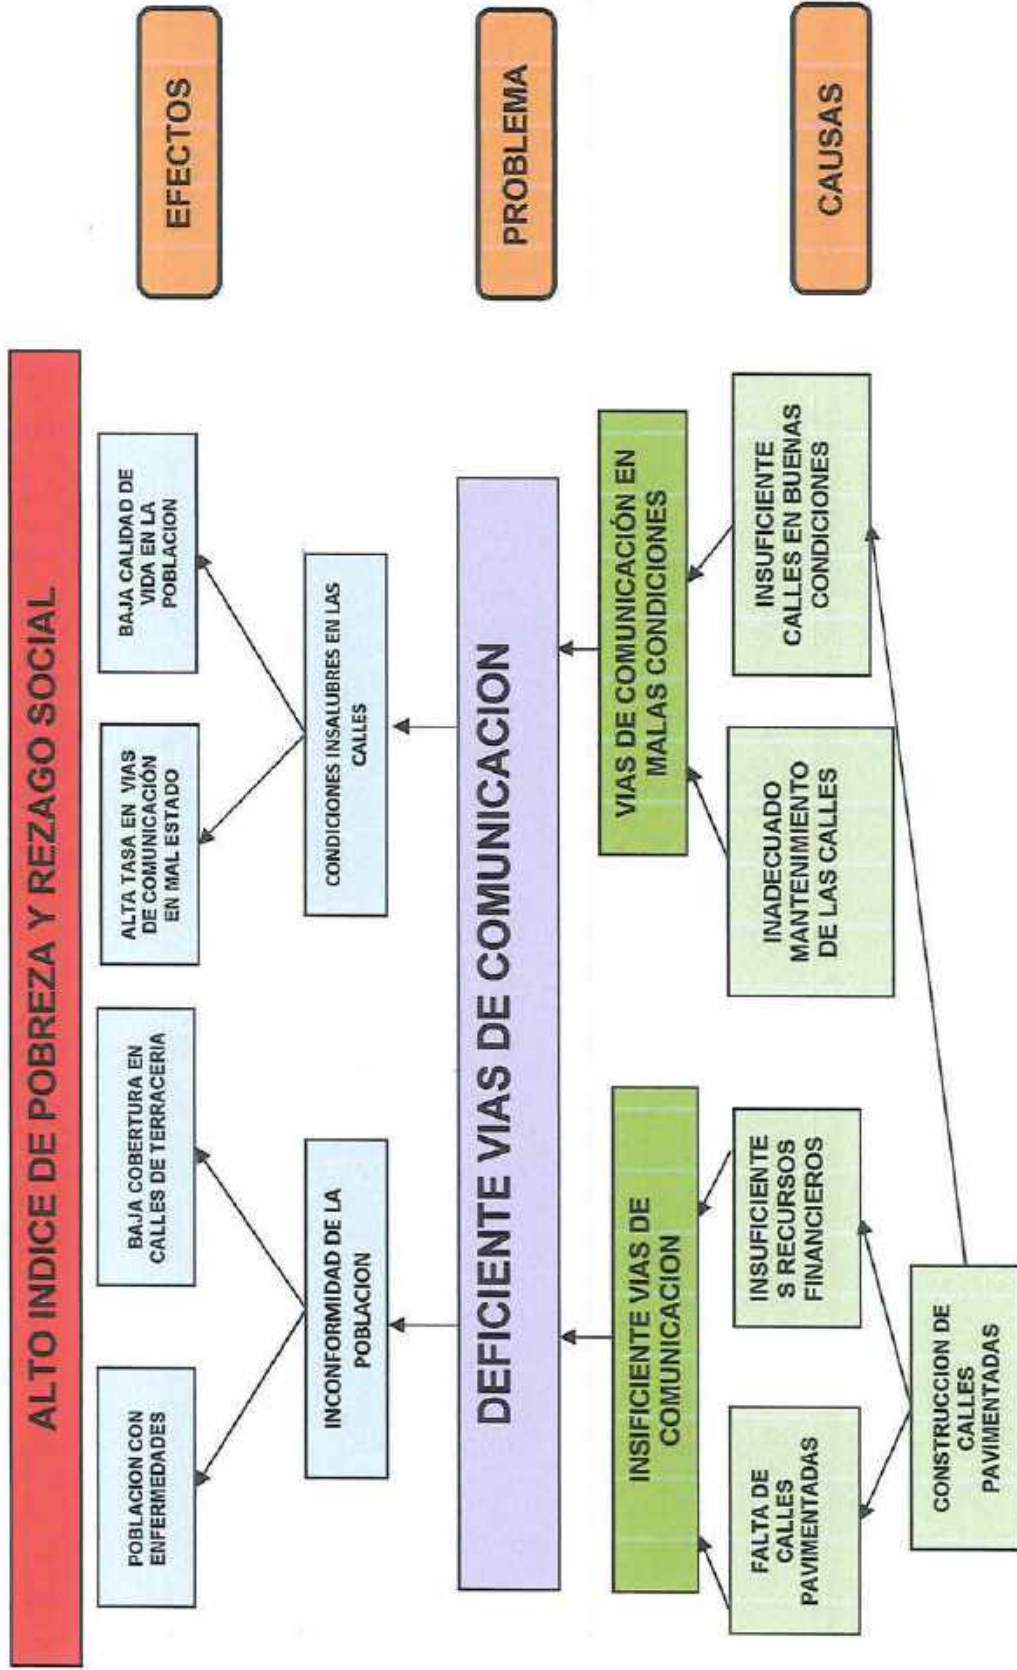 ALTO INDICE DE POBREZA Y REZAGO SOCIAL
POBLACION CON
ENFERMEDADES
BAJA COBERTURA EN
CALLES DE TERRACERIA
ALTA TASA EN VIAS
DE COMUNICACIÓN
EN MAL ESTADO
BAJA CALIDAD DE
VIDA EN LA
POBLACION
EFECTOS
INCONFORMIDAD DE LA
POBLACION
CONDICIONES INSALUBRES EN LAS
CALLES
DEFICIENTE VIAS DE COMUNICACION
PROBLEMA
INSIFICIENTE VIAS DE
COMUNICACION
VIAS DE COMUNICACIÓN EN
MALAS CONDICIONES
FALTA DE
CALLES
PAVIMENTADAS
INSUFICIENTE
S RECURSOS
FINANCIEROS
INADECUADO
MANTENIMIENTO
DE LAS CALLES
INSUFICIENTE
CALLES EN BUENAS
CONDICIONES
CAUSAS
CONSTRUCCION DE
CALLES
PAVIMENTADAS